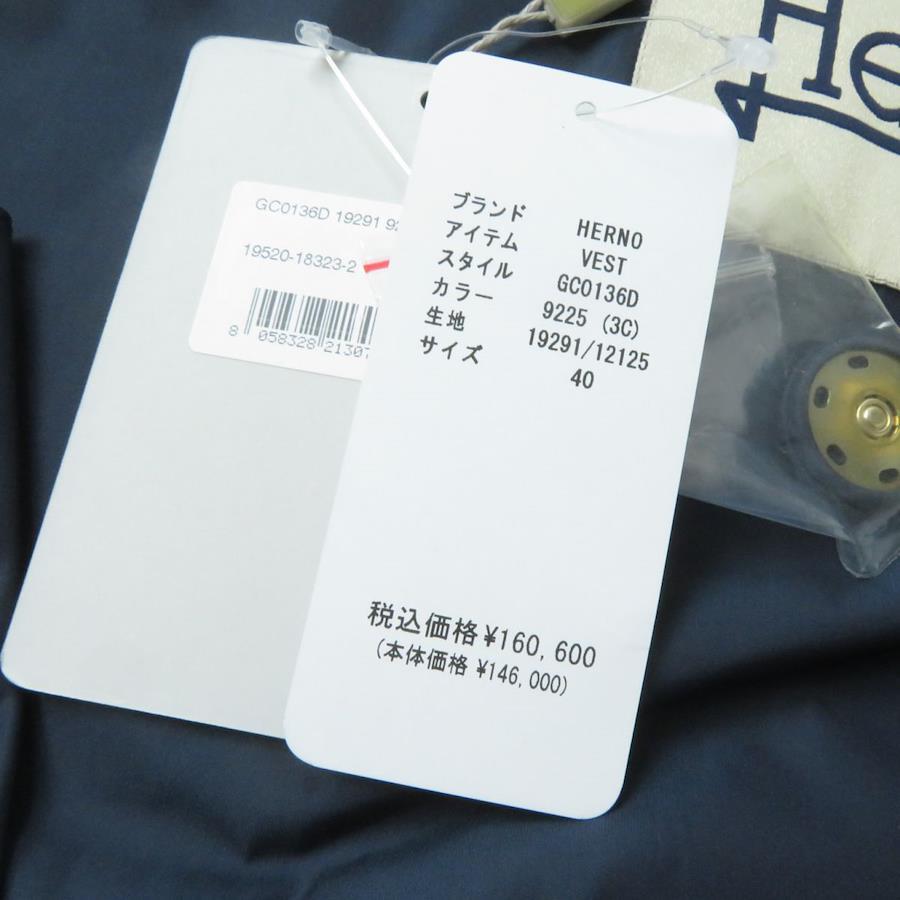 GC0136D 19291
19520-18323-2
8 058328 21307
ブランド HERNO
アイテム VEST
スタイル GC0136D
カラー 9225 (3C)
生地 19291/12125
サイズ 40
税込価格 ¥160,600
(本体価格 ¥146,000)